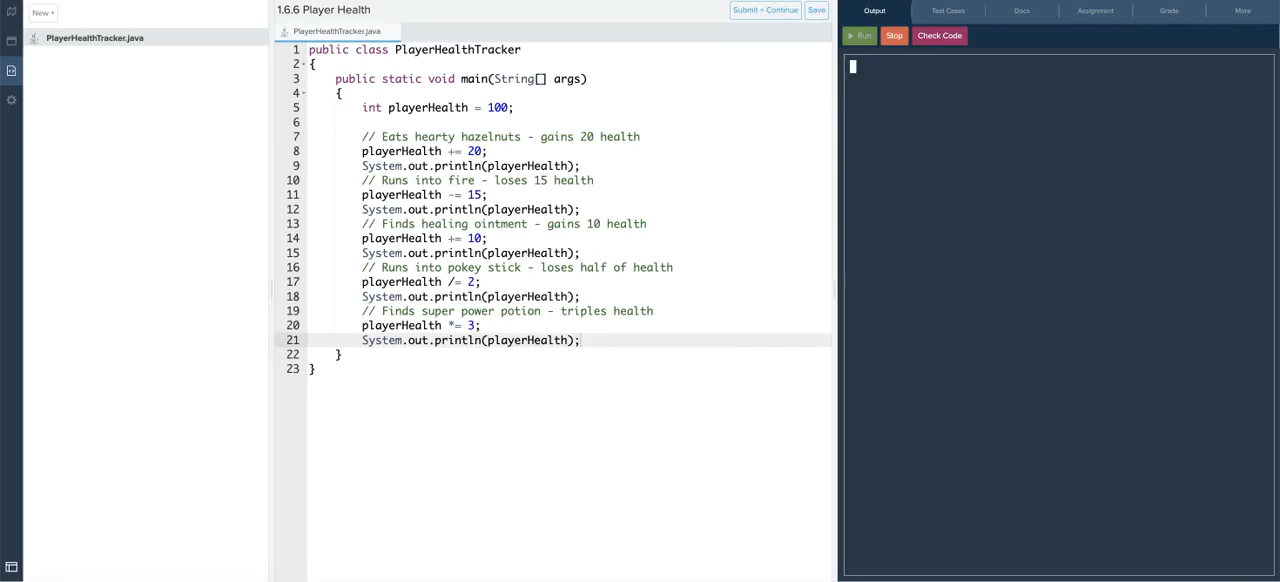 New +
PlayerHealthTracker.java
1.6.6 Player Health
Submit + Continue
Save
PlayerHealthTracker.java
1 public class PlayerHealthTracker
2 {
3     public static void main(String[] args)
4     {
5         int playerHealth = 100;
6
7         // Eats hearty hazelnuts - gains 20 health
8         playerHealth += 20;
9         System.out.println(playerHealth);
10         // Runs into fire - loses 15 health
11         playerHealth -= 15;
12         System.out.println(playerHealth);
13         // Finds healing ointment - gains 10 health
14         playerHealth += 10;
15         System.out.println(playerHealth);
16         // Runs into pokey stick - loses half of health
17         playerHealth /= 2;
18         System.out.println(playerHealth);
19         // Finds super power potion - triples health
20         playerHealth *= 3;
21         System.out.println(playerHealth);
22     }
23 }
Output
Test Cases
Docs
Assignment
Grade
More
Run
Stop
Check Code